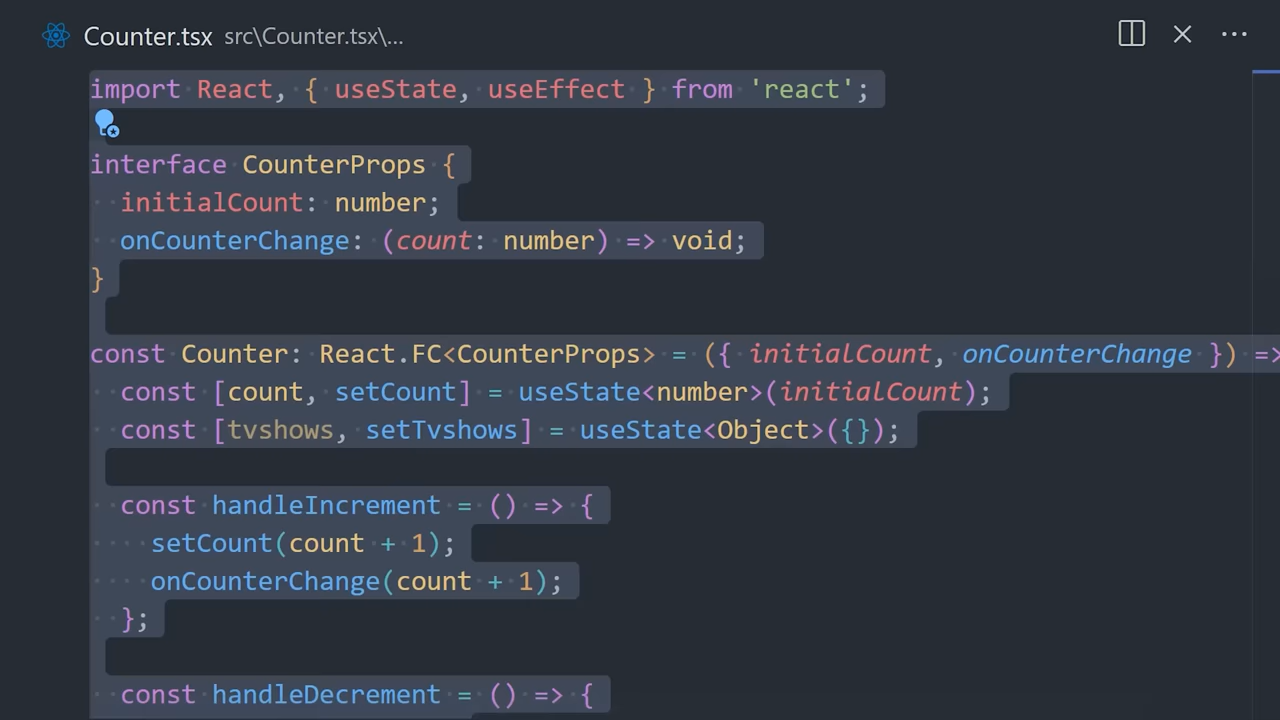 Counter.tsx src\Counter.tsx\...
import React, { useState, useEffect } from 'react';
interface CounterProps {
  initialCount: number;
  onCounterChange: (count: number) => void;
}
const Counter: React.FC<CounterProps> = ({ initialCount, onCounterChange }) =>
  const [count, setCount] = useState<number>(initialCount);
  const [tvshows, setTvshows] = useState<Object>({});
  const handleIncrement = () => {
    setCount(count + 1);
    onCounterChange(count + 1);
  };
  const handleDecrement = () => {